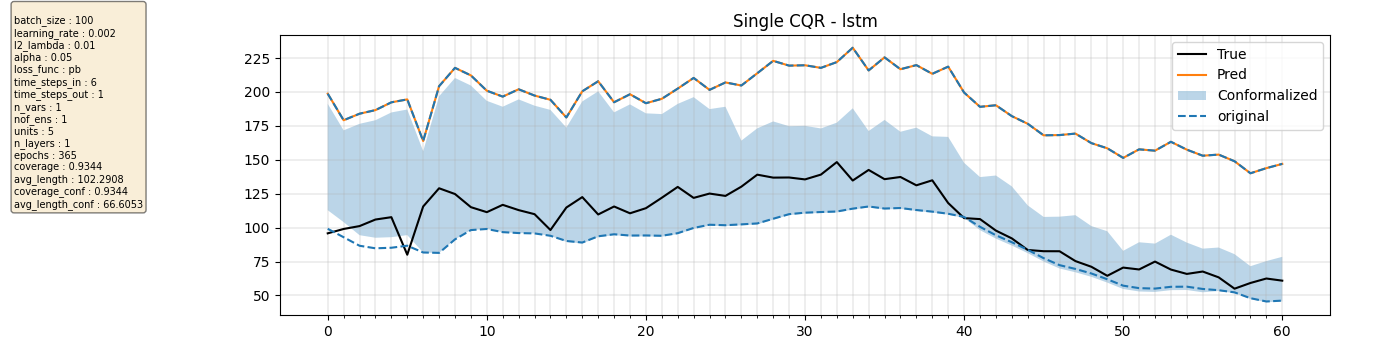 batch_size : 100
learning_rate : 0.002
l2_lambda : 0.01
alpha : 0.05
loss_func : pb
time_steps_in : 6
time_steps_out : 1
n_vars : 1
nof_ens : 1
units : 5
n_layers : 1
epochs : 365
coverage : 0.9344
avg_length : 102.2908
coverage_conf : 0.9344
avg_length_conf : 66.6053
Single CQR - lstm
225
200
175
150
125
100
75
50
0 10 20 30 40 50 60
True
Pred
Conformalized
original